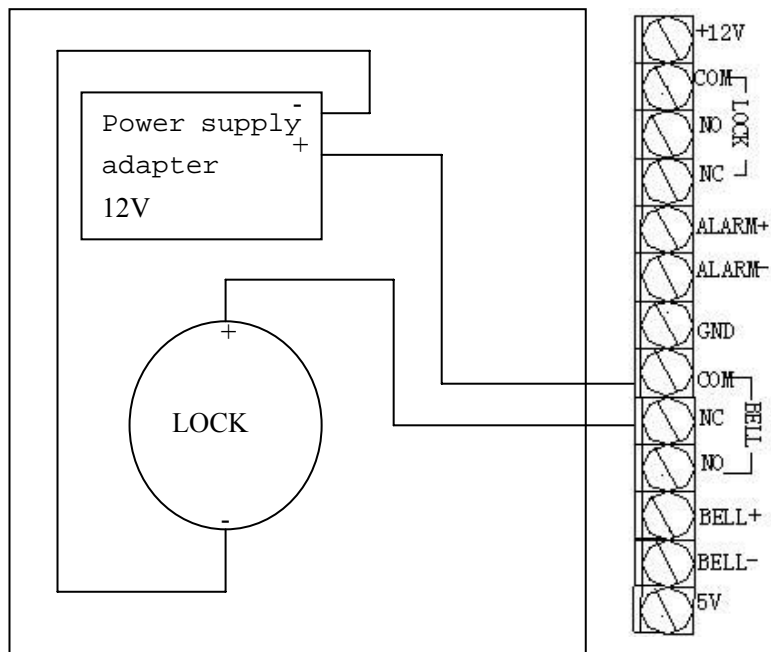 -
Power supply
+
adapter
12V
+
LOCK
-
+12V
COM
NO
NC
LOCK
ALARM+
ALARM-
GND
COM
NC
NO
BELL
BELL+
BELL-
5V